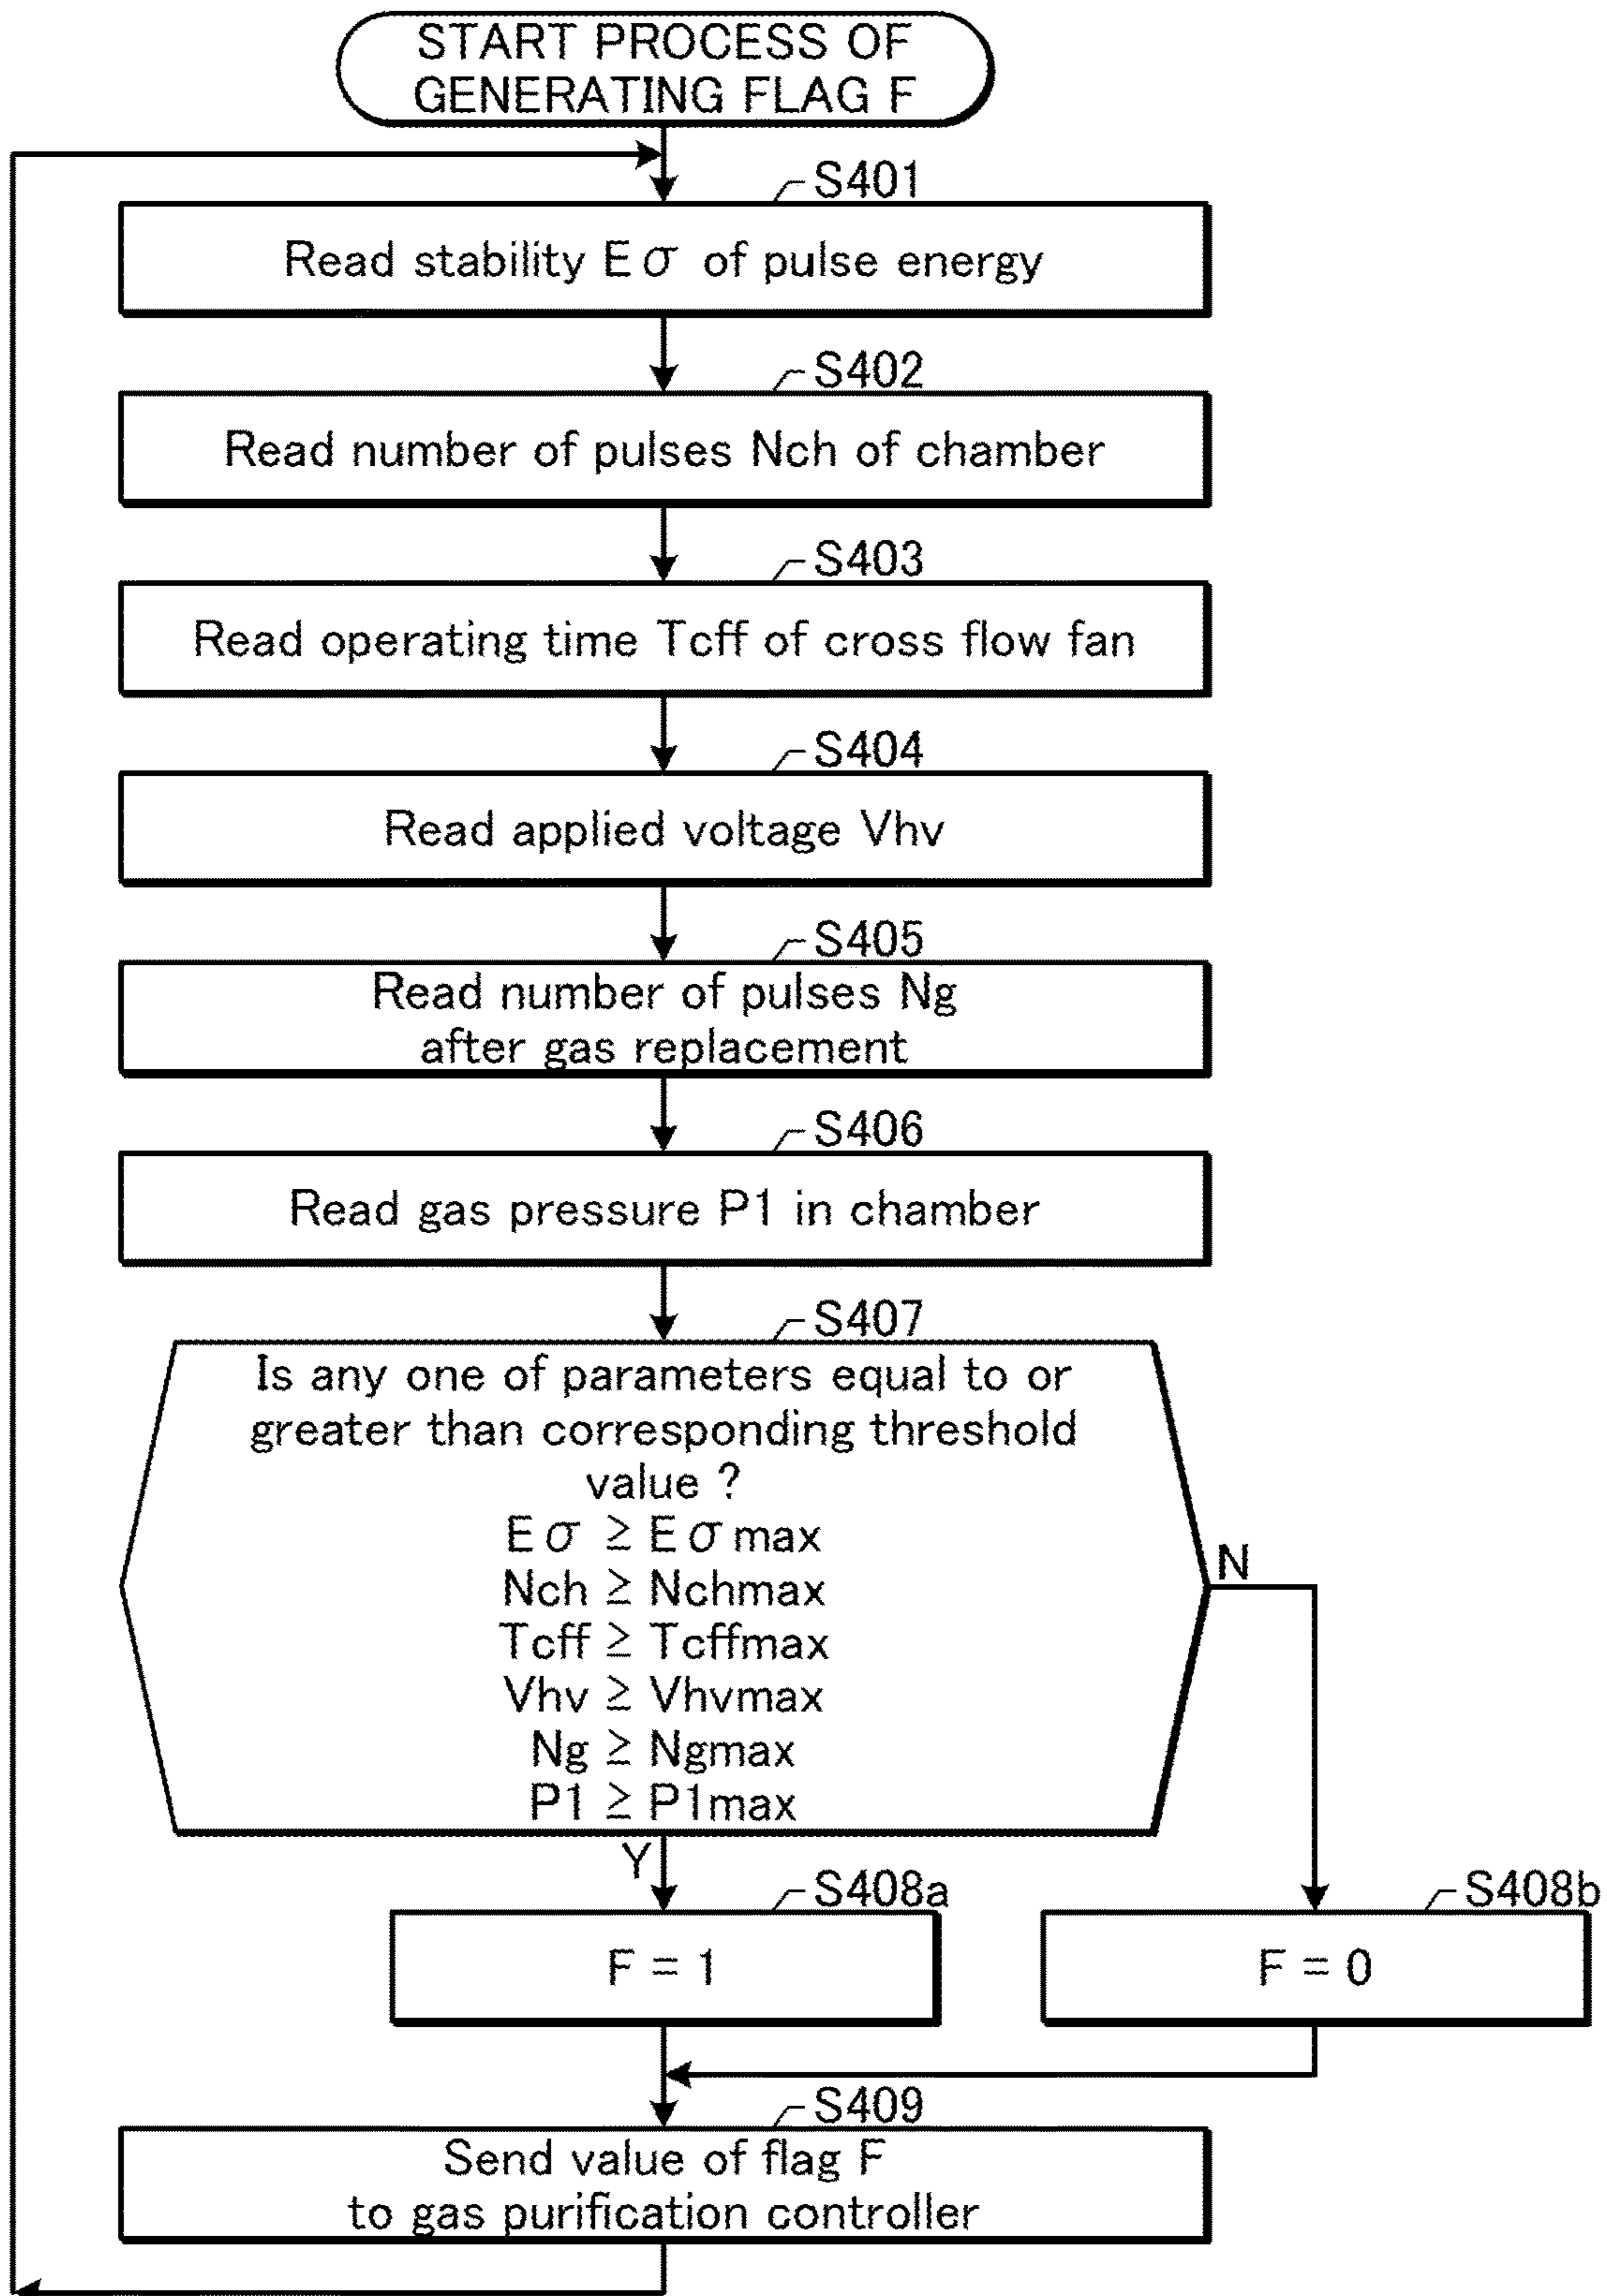 START PROCESS OF
GENERATING FLAG F
S401
Read stability Eσ of pulse energy
S402
Read number of pulses Nch of chamber
S403
Read operating time Tcff of cross flow fan
S404
Read applied voltage Vhv
S405
Read number of pulses Ng
after gas replacement
S406
Read gas pressure P1 in chamber
S407
Is any one of parameters equal to or
greater than corresponding threshold
value ?
Eσ ≥ Eσmax
Nch ≥ Nchmax
Tcff ≥ Tcffmax
Vhv ≥ Vhvmax
Ng ≥ Ngmax
P1 ≥ P1max
N
Y
S408a
F = 1
S408b
F = 0
S409
Send value of flag F
to gas purification controller